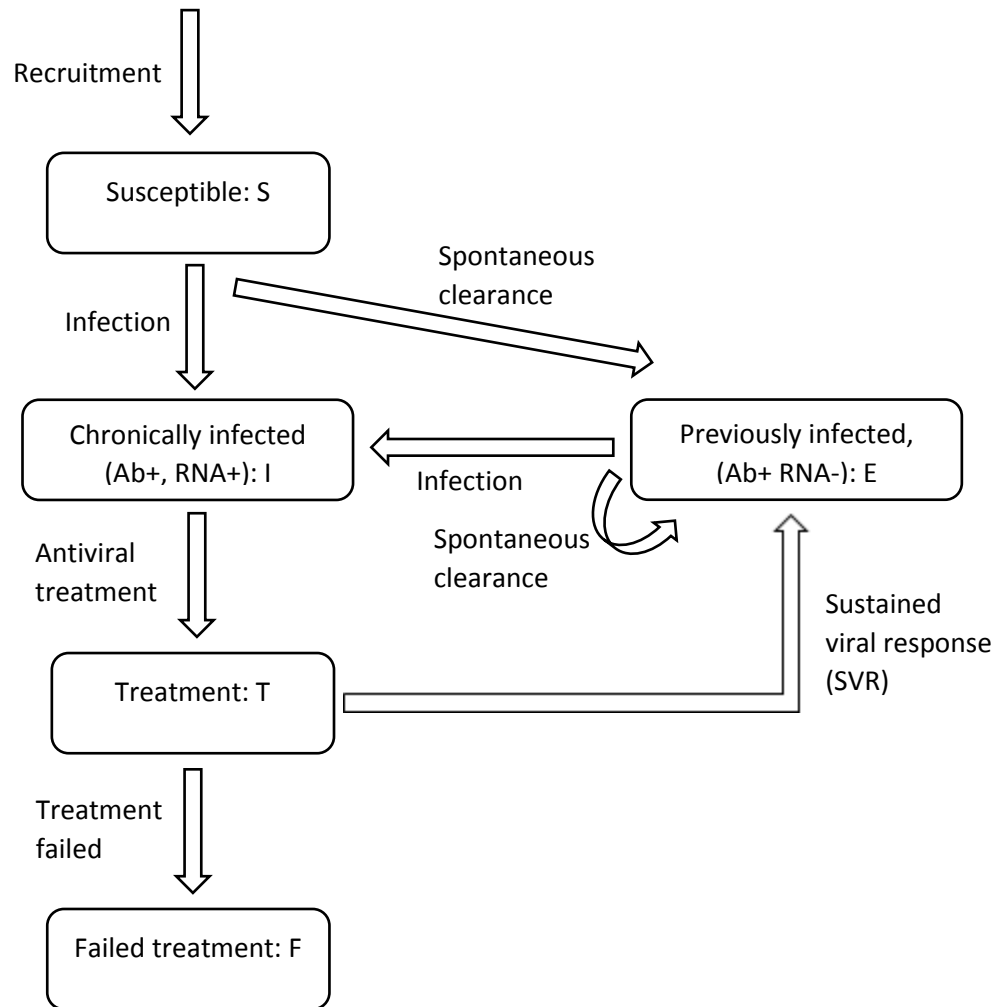 Recruitment
Susceptible: S
Spontaneous
clearance
Infection
Chronically infected
(Ab+, RNA+): I
Previously infected,
(Ab+ RNA-): E
Infection
Spontaneous
clearance
Antiviral
treatment
Sustained
viral response
(SVR)
Treatment: T
Treatment
failed
Failed treatment: F